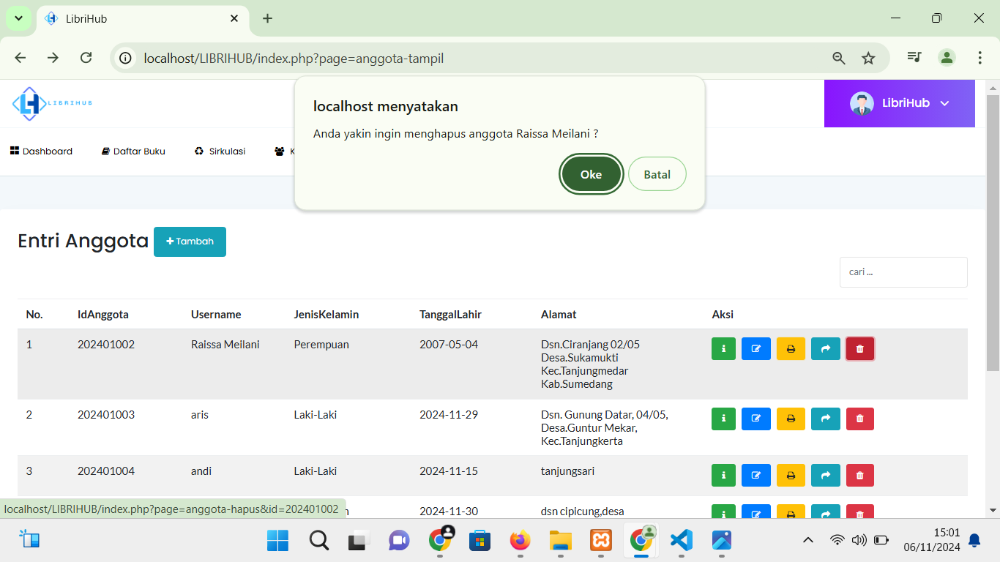 LibriHub
localhost/LIBRIHUB/index.php?page=anggota-tampil
localhost menyatakan
Anda yakin ingin menghapus anggota Raissa Meilani ?
Oke Batal
LIBRIHUB
LibriHub
Dashboard Daftar Buku Sirkulasi K
Entri Anggota Tambah
cari ...
No. IdAnggota Username JenisKelamin TanggalLahir Alamat Aksi
1 202401002 Raissa Meilani Perempuan 2007-05-04 Dsn.Ciranjang 02/05
Desa.Sukamukti
Kec.Tanjungmedar
Kab.Sumedang
2 202401003 aris Laki-Laki 2024-11-29 Dsn. Gunung Datar, 04/05,
Desa.Guntur Mekar,
Kec.Tanjungkerta
3 202401004 andi Laki-Laki 2024-11-15 tanjungsari
2024-11-30 dsn cipicung,desa
localhost/LIBRIHUB/index.php?page=anggota-hapus&id=202401002
15:01
06/11/2024